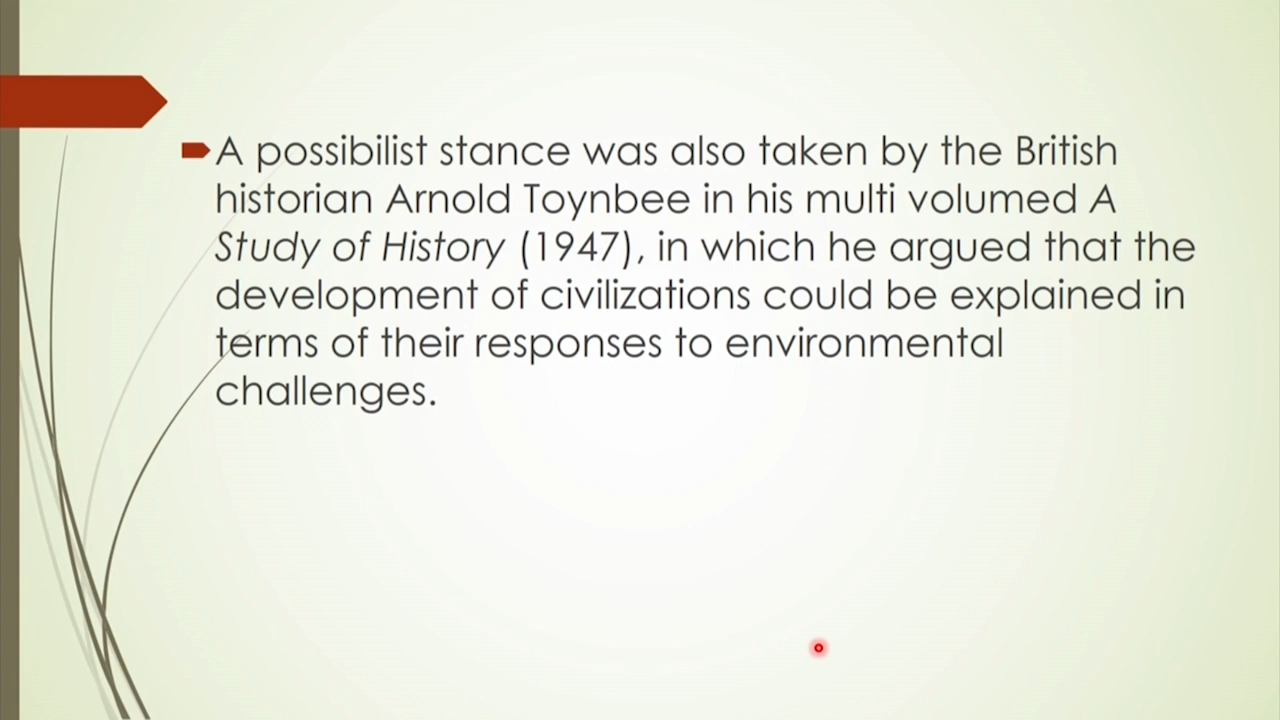 A possibilist stance was also taken by the British
historian Arnold Toynbee in his multi volumed A
Study of History (1947), in which he argued that the
development of civilizations could be explained in
terms of their responses to environmental
challenges.